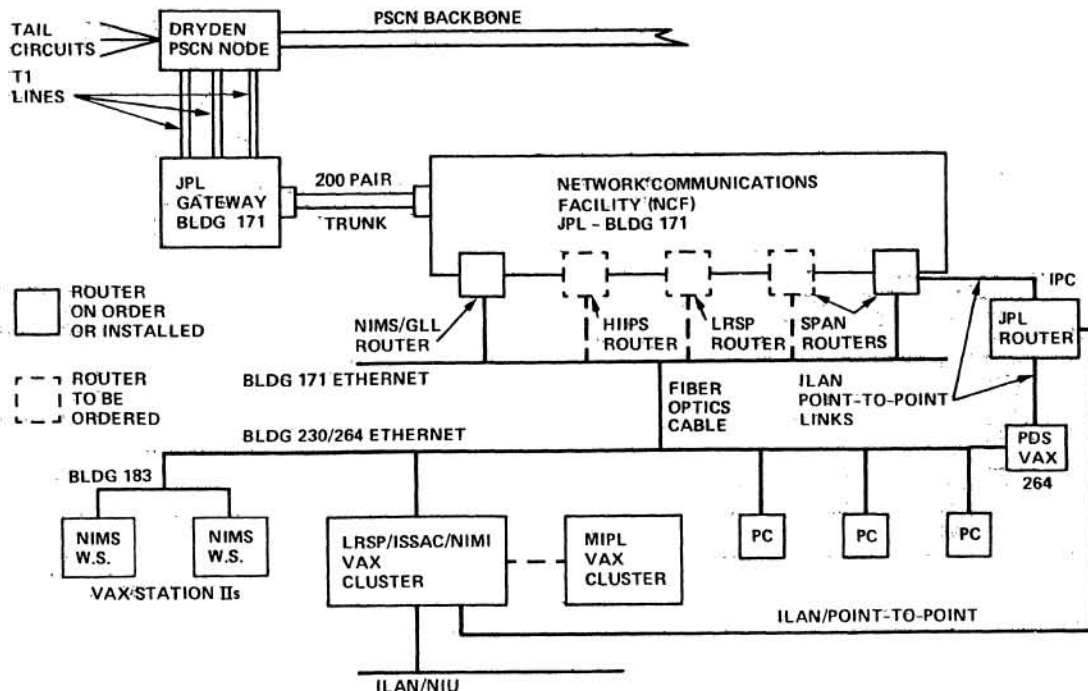 PSCN BACKBONE
TAIL
CIRCUITS
DRYDEN
PSCN NODE
T1
LINES
JPL
GATEWAY
BLDG 171
200 PAIR
TRUNK
NETWORK COMMUNICATIONS
FACILITY (NCF)
JPL - BLDG 171
ROUTER
ON ORDER
OR INSTALLED
NIMS/GLL
ROUTER
HIIPS
ROUTER
LRSP
ROUTER
SPAN
ROUTERS
IPC
JPL
ROUTER
ROUTER
TO BE
ORDERED
BLDG 171 ETHERNET
FIBER
OPTICS
CABLE
ILAN
POINT-TO-POINT
LINKS
BLDG 230/264 ETHERNET
PDS
VAX
264
BLDG 183
NIMS
W.S.
NIMS
W.S.
VAX STATION IIs
LRSP/ISSAC/NIMI
VAX
CLUSTER
MIPL
VAX
CLUSTER
PC
PC
PC
ILAN/POINT-TO-POINT
ILAN/NIU